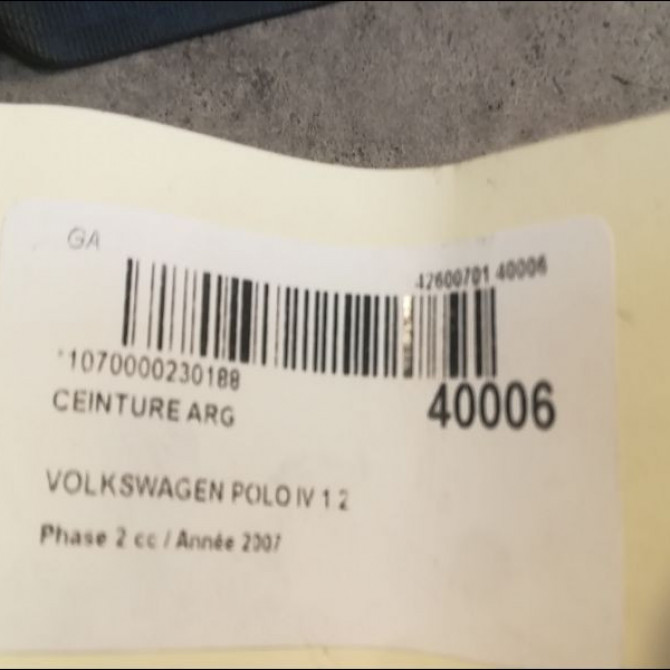 GA
42600701 40006
*1070000230188
40006
CEINTURE ARG
VOLKSWAGEN POLO IV 1 2
Phase 2 cc / Année 2007